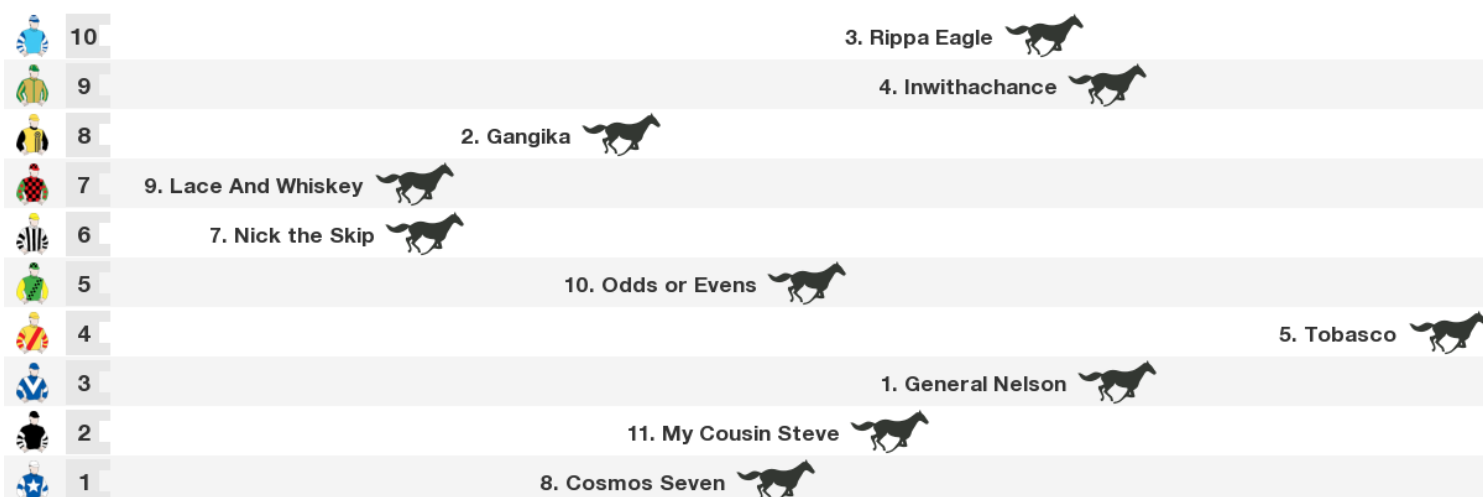 10 3. Rippa Eagle
9 4. Inwithachance
8 2. Gangika
7 9. Lace And Whiskey
6 7. Nick the Skip
5 10. Odds or Evens
4 5. Tobasco
3 1. General Nelson
2 11. My Cousin Steve
1 8. Cosmos Seven